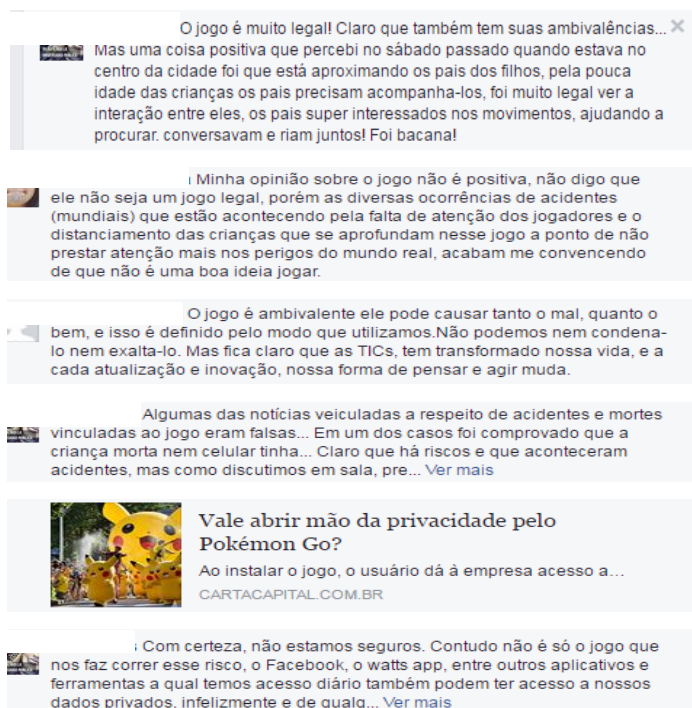 O jogo é muito legal! Claro que também tem suas ambivalências...
Mas uma coisa positiva que percebi no sábado passado quando estava no
centro da cidade foi que está aproximando os pais dos filhos, pela pouca
idade das crianças os pais precisam acompanha-los, foi muito legal ver a
interação entre eles, os pais super interessados nos movimentos, ajudando a
procurar. conversavam e riam juntos! Foi bacana!
Minha opinião sobre o jogo não é positiva, não digo que
ele não seja um jogo legal, porém as diversas ocorrências de acidentes
(mundiais) que estão acontecendo pela falta de atenção dos jogadores e o
distanciamento das crianças que se aprofundam nesse jogo a ponto de não
prestar atenção mais nos perigos do mundo real, acabam me convencendo
de que não é uma boa ideia jogar.
O jogo é ambivalente ele pode causar tanto o mal, quanto o
bem, e isso é definido pelo modo que utilizamos.Não podemos nem condena-
lo nem exalta-lo. Mas fica claro que as TICs, tem transformado nossa vida, e a
cada atualização e inovação, nossa forma de pensar e agir muda.
Algumas das notícias veiculadas a respeito de acidentes e mortes
vinculadas ao jogo eram falsas... Em um dos casos foi comprovado que a
criança morta nem celular tinha... Claro que há riscos e que aconteceram
acidentes, mas como discutimos em sala, pre... Ver mais
Vale abrir mão da privacidade pelo
Pokémon Go?
Ao instalar o jogo, o usuário dá à empresa acesso a...
CARTACAPITAL.COM.BR
Com certeza, não estamos seguros. Contudo não é só o jogo que
nos faz correr esse risco, o Facebook, o watts app, entre outros aplicativos e
ferramentas a qual temos acesso diário também podem ter acesso a nossos
dados privados, infelizmente e de qualq... Ver mais